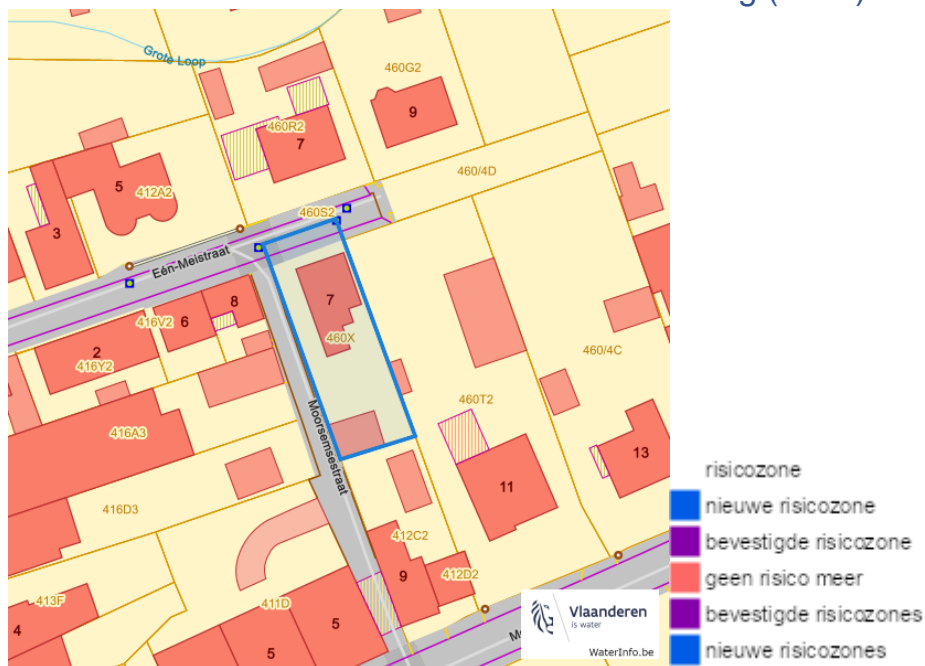 Grote Loop
460G2
9
460R2
7
460/4D
5
412A2
460S2
3
Eén-Meistraat
8
7
416V2
6
460X
2
416Y2
460/4C
460T2
416A3
Moorsemsestraat
13
11
416D3
412C2
9
412D2
413F
411D
4
5
5
Vlaanderen
is water
WaterInfo.be
risicozone
nieuwe risicozone
bevestigde risicozone
geen risico meer
bevestigde risicozones
nieuwe risicozones